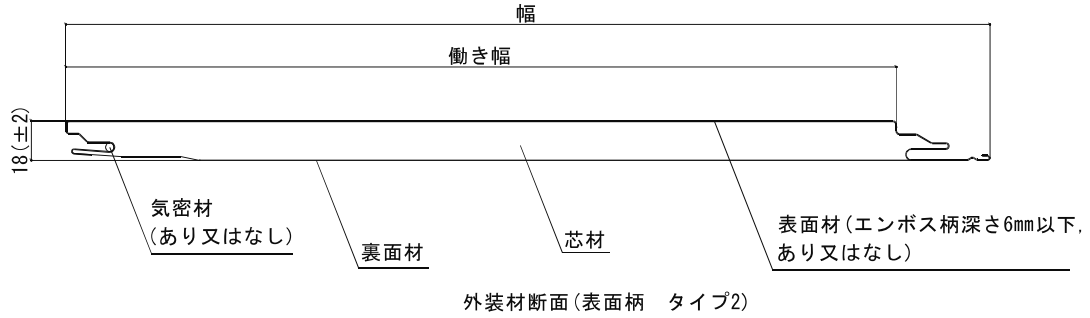 幅
働き幅
18(±2)
気密材
(あり又はなし)
裏面材
芯材
表面材(エンボス柄深さ6mm以下,
あり又はなし)
外装材断面(表面柄　タイプ2)